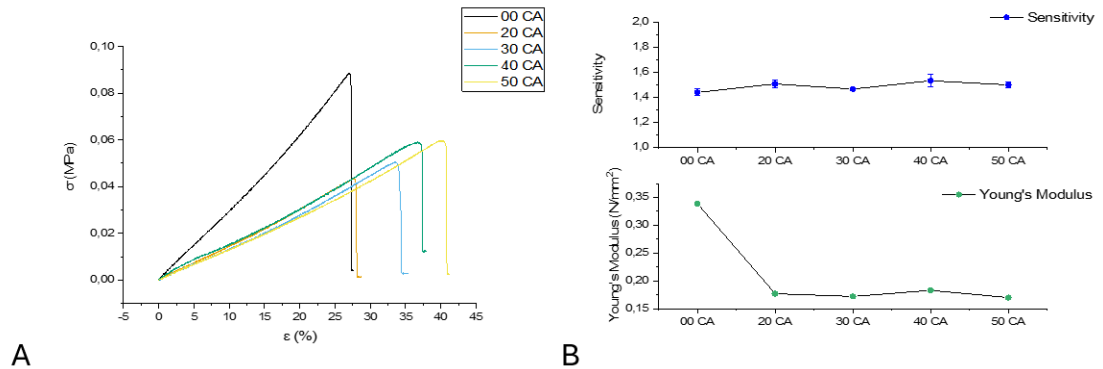 00 CA
20 CA
30 CA
40 CA
50 CA
0,10
0,08
0,06
0,04
0,02
0,00
σ (MPa)
-5 0 5 10 15 20 25 30 35 40 45
ε (%)
A
Sensitivity
2,0
1,8
1,6
1,4
1,2
1,0
Sensitivity
00 CA 20 CA 30 CA 40 CA 50 CA
Young's Modulus
0,35
0,30
0,25
0,20
0,15
Young's Modulus (N/mm²)
00 CA 20 CA 30 CA 40 CA 50 CA
B